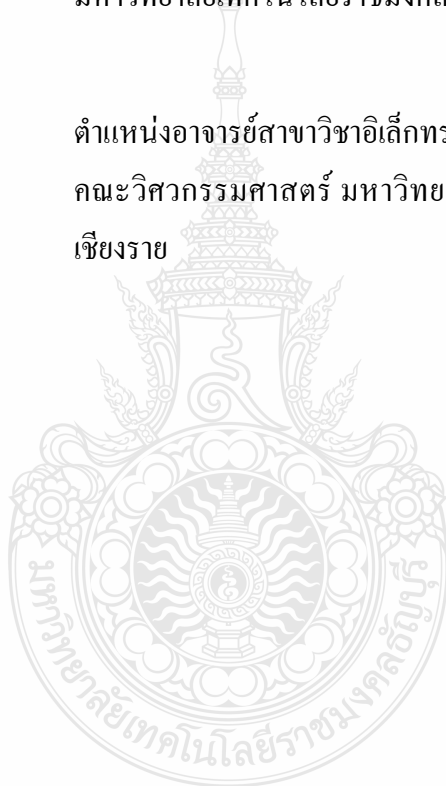 ตำแหน่งอาจารย์สาขาวิชาอิเล็กทร
คณะวิศวกรรมศาสตร์ มหาวิทย
เชียงราย
มหาวิทยาลัยเทคโนโลยีราชมงคลธัญบุรี